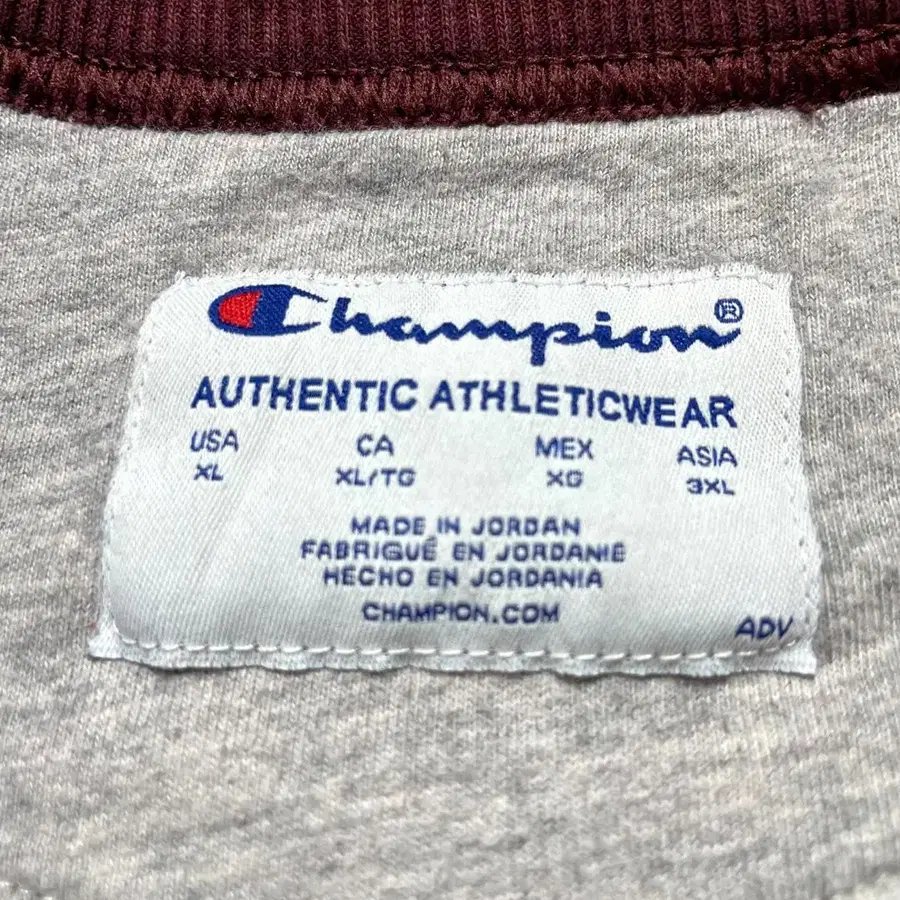 Champion®
AUTHENTIC ATHLETICWEAR
USA CA MEX ASIA
XL XL/TG XG 3XL
MADE IN JORDAN
FABRIGUÉ EN JORDANIE
HECHO EN JORDANIA
CHAMPION.COM
ADV